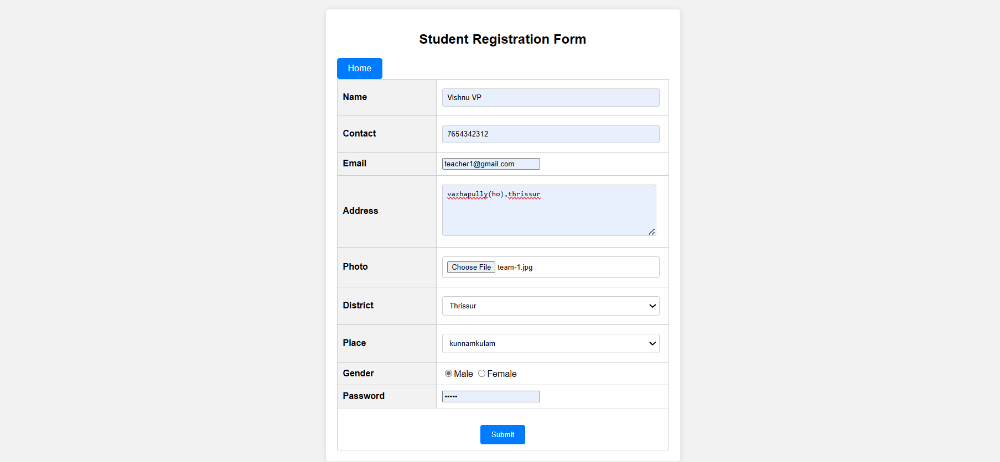 Student Registration Form
Home
Name Vishnu VP
Contact 7654342312
Email teacher1@gmail.com
Address vazhapully(ho),thrissur
Photo Choose File team-1.jpg
District Thrissur
Place kunnamkulam
Gender Male Female
Password •••••
Submit